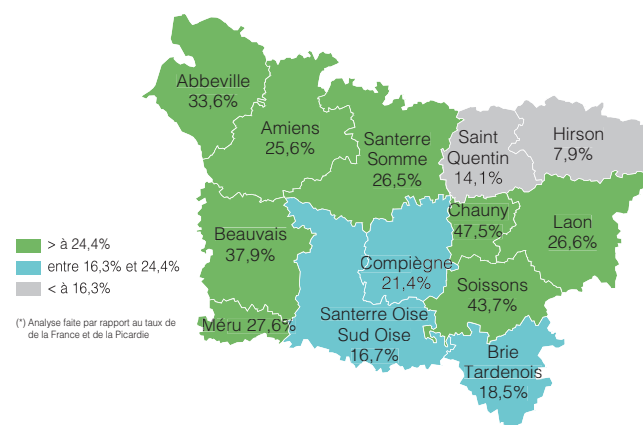 Abbeville
33,6%
Amiens
25,6%
Santerre
Somme
26,5%
Saint
Quentin
14,1%
Hirson
7,9%
Beauvais
37,9%
Chauny
47,5%
Laon
26,6%
Compiègne
21,4%
Soissons
43,7%
Méru 27,6%
Santerre Oise
Sud Oise
16,7%
Brie
Tardenois
18,5%
> à 24,4%
entre 16,3% et 24,4%
< à 16,3%
(*) Analyse faite par rapport au taux de
de la France et de la Picardie